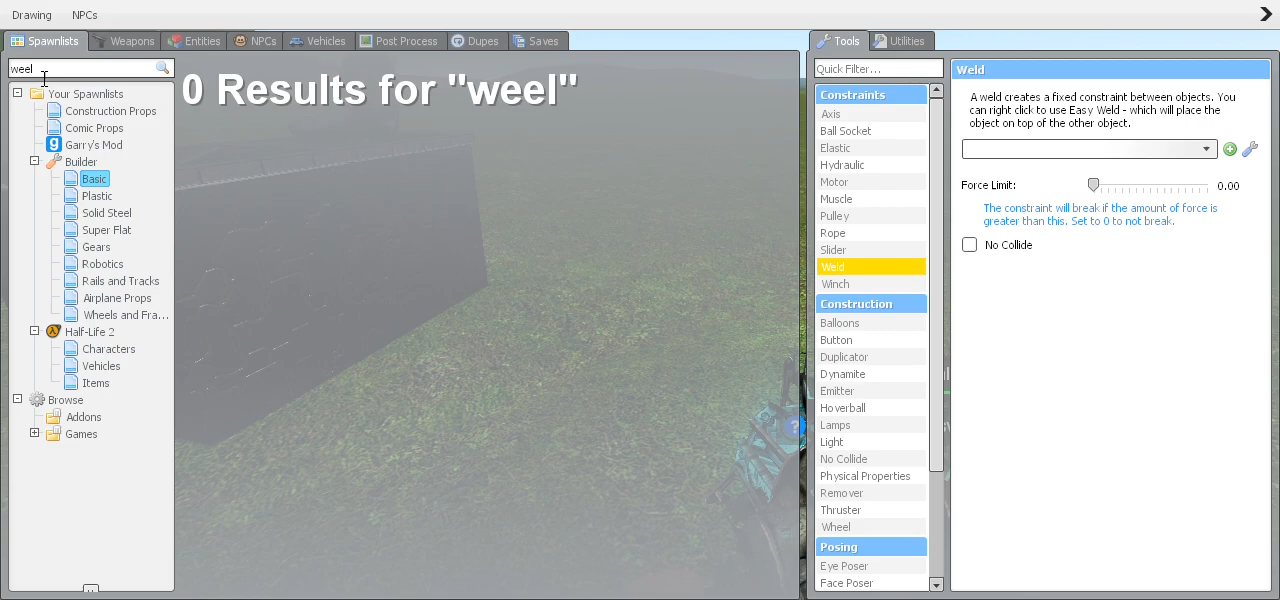 Drawing NPCs
Spawnlists Weapons Entities NPCs Vehicles Post Process Dupes Saves
weel
0 Results for "weel"
Your Spawnlists
Construction Props
Comic Props
Garry's Mod
Builder
Basic
Plastic
Solid Steel
Super Flat
Gears
Robotics
Rails and Tracks
Airplane Props
Wheels and Fra...
Half-Life 2
Characters
Vehicles
Items
Browse
Addons
Games
Tools Utilities
Quick Filter...
Constraints
Axis
Ball Socket
Elastic
Hydraulic
Motor
Muscle
Pulley
Rope
Slider
Weld
Winch
Construction
Balloons
Button
Duplicator
Dynamite
Emitter
Hoverball
Lamps
Light
No Collide
Physical Properties
Remover
Thruster
Wheel
Posing
Eye Poser
Face Poser
Weld
A weld creates a fixed constraint between objects. You
can right click to use Easy Weld - which will place the
object on top of the other object.
Force Limit: 0.00
The constraint will break if the amount of force is
greater than this. Set to 0 to not break.
No Collide